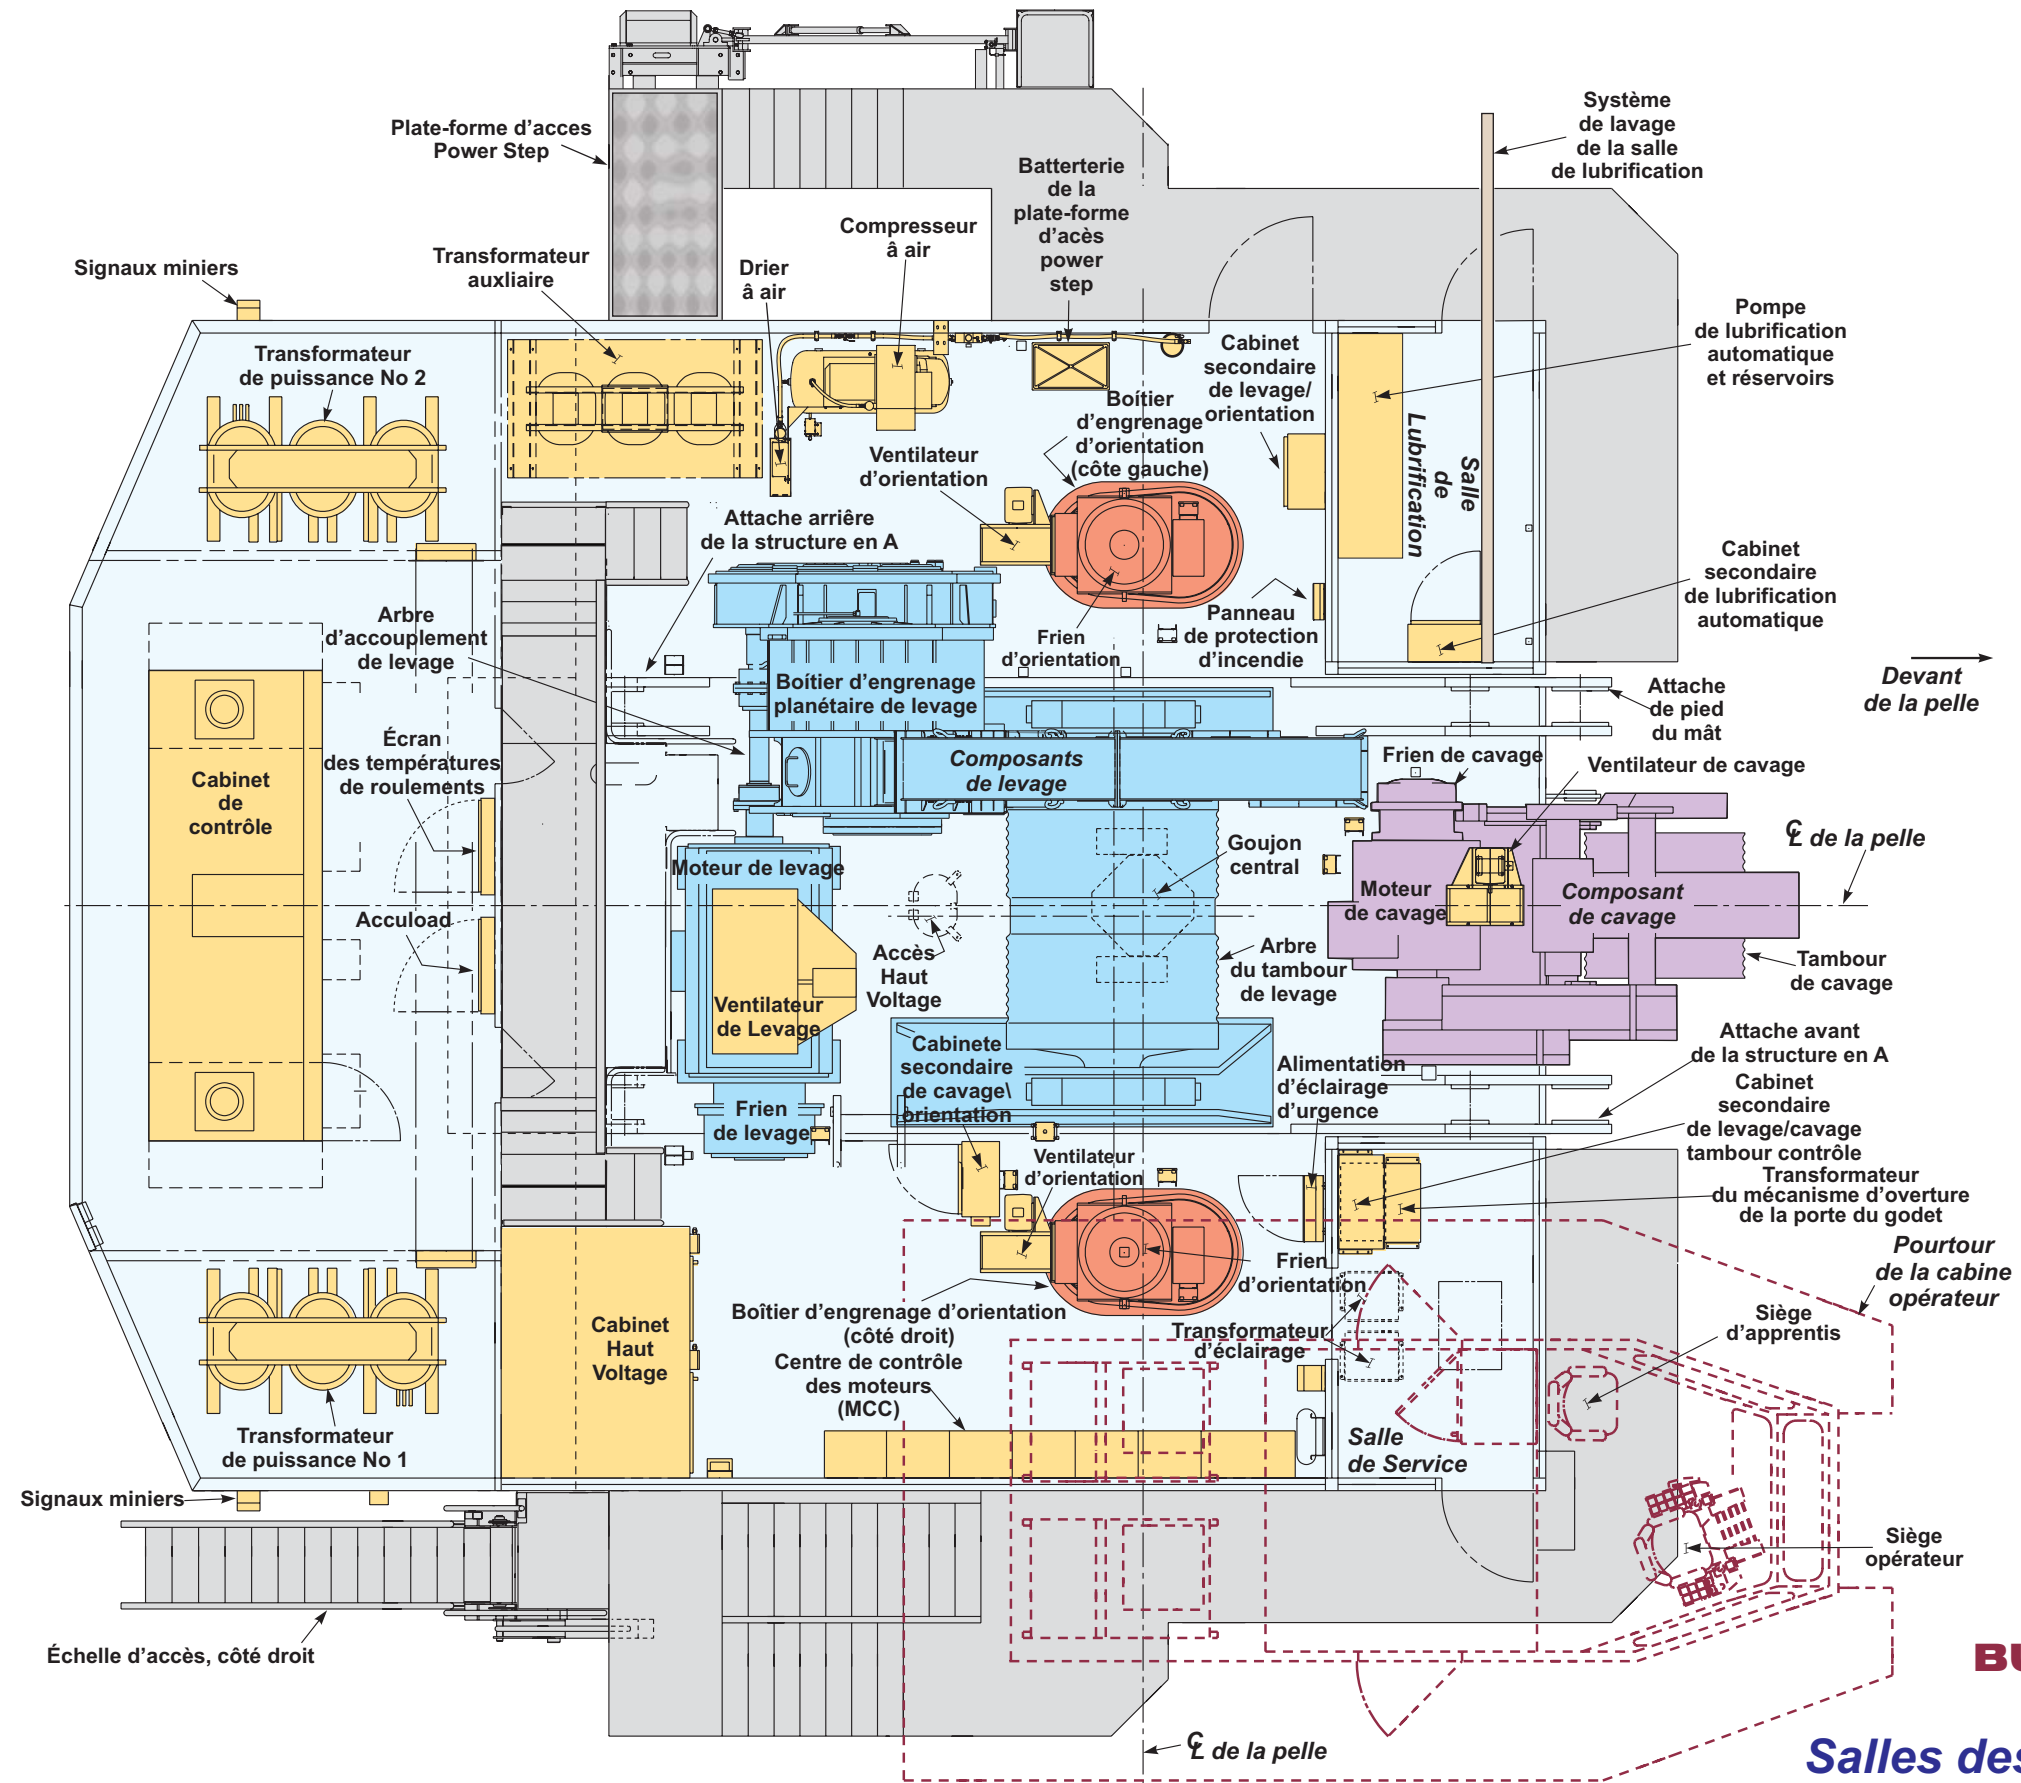 Plate-forme d'acces
Power Step
Système
de lavage
de la salle
de lubrification
Batterterie
de la
plate-forme
d'acès
power
step
Compresseur
â air
Transformateur
auxliaire
Drier
â air
Signaux miniers
Pompe
de lubrification
automatique
et réservoirs
Transformateur
de puissance No 2
Cabinet
secondaire
de levage/
orientation
Boîtier
d'engrenage
d'orientation
(côte gauche)
Ventilateur
d'orientation
Salle
de
Lubrification
Attache arrière
de la structure en A
Cabinet
secondaire
de lubrification
automatique
Arbre
d'accouplement
de levage
Panneau
de protection
d'incendie
Frien
d'orientation
Devant
de la pelle
Boîtier d'engrenage
planétaire de levage
Attache
de pied
du mât
Écran
des températures
de roulements
Composants
de levage
Frien de cavage
Ventilateur de cavage
Cabinet
de
contrôle
℄ de la pelle
Goujon
central
Moteur de levage
Moteur
de cavage
Composant
de cavage
Accuload
Accès
Haut
Voltage
Arbre
du tambour
de levage
Tambour
de cavage
Ventilateur
de Levage
Attache avant
de la structure en A
Cabinete
secondaire
de cavage\
orientation
Alimentation
d'éclairage
d'urgence
Cabinet
secondaire
de levage/cavage
tambour contrôle
Frien
de levage
Ventilateur
d'orientation
Transformateur
du mécanisme d'overture
de la porte du godet
Pourtour
de la cabine
opérateur
Frien
d'orientation
Boîtier d'engrenage d'orientation
(côté droit)
Siège
d'apprentis
Cabinet
Haut
Voltage
Transformateur
d'éclairage
Centre de contrôle
des moteurs
(MCC)
Transformateur
de puissance No 1
Salle
de Service
Signaux miniers
Siège
opérateur
Échelle d'accès, côté droit
BU
℄ de la pelle
Salles des